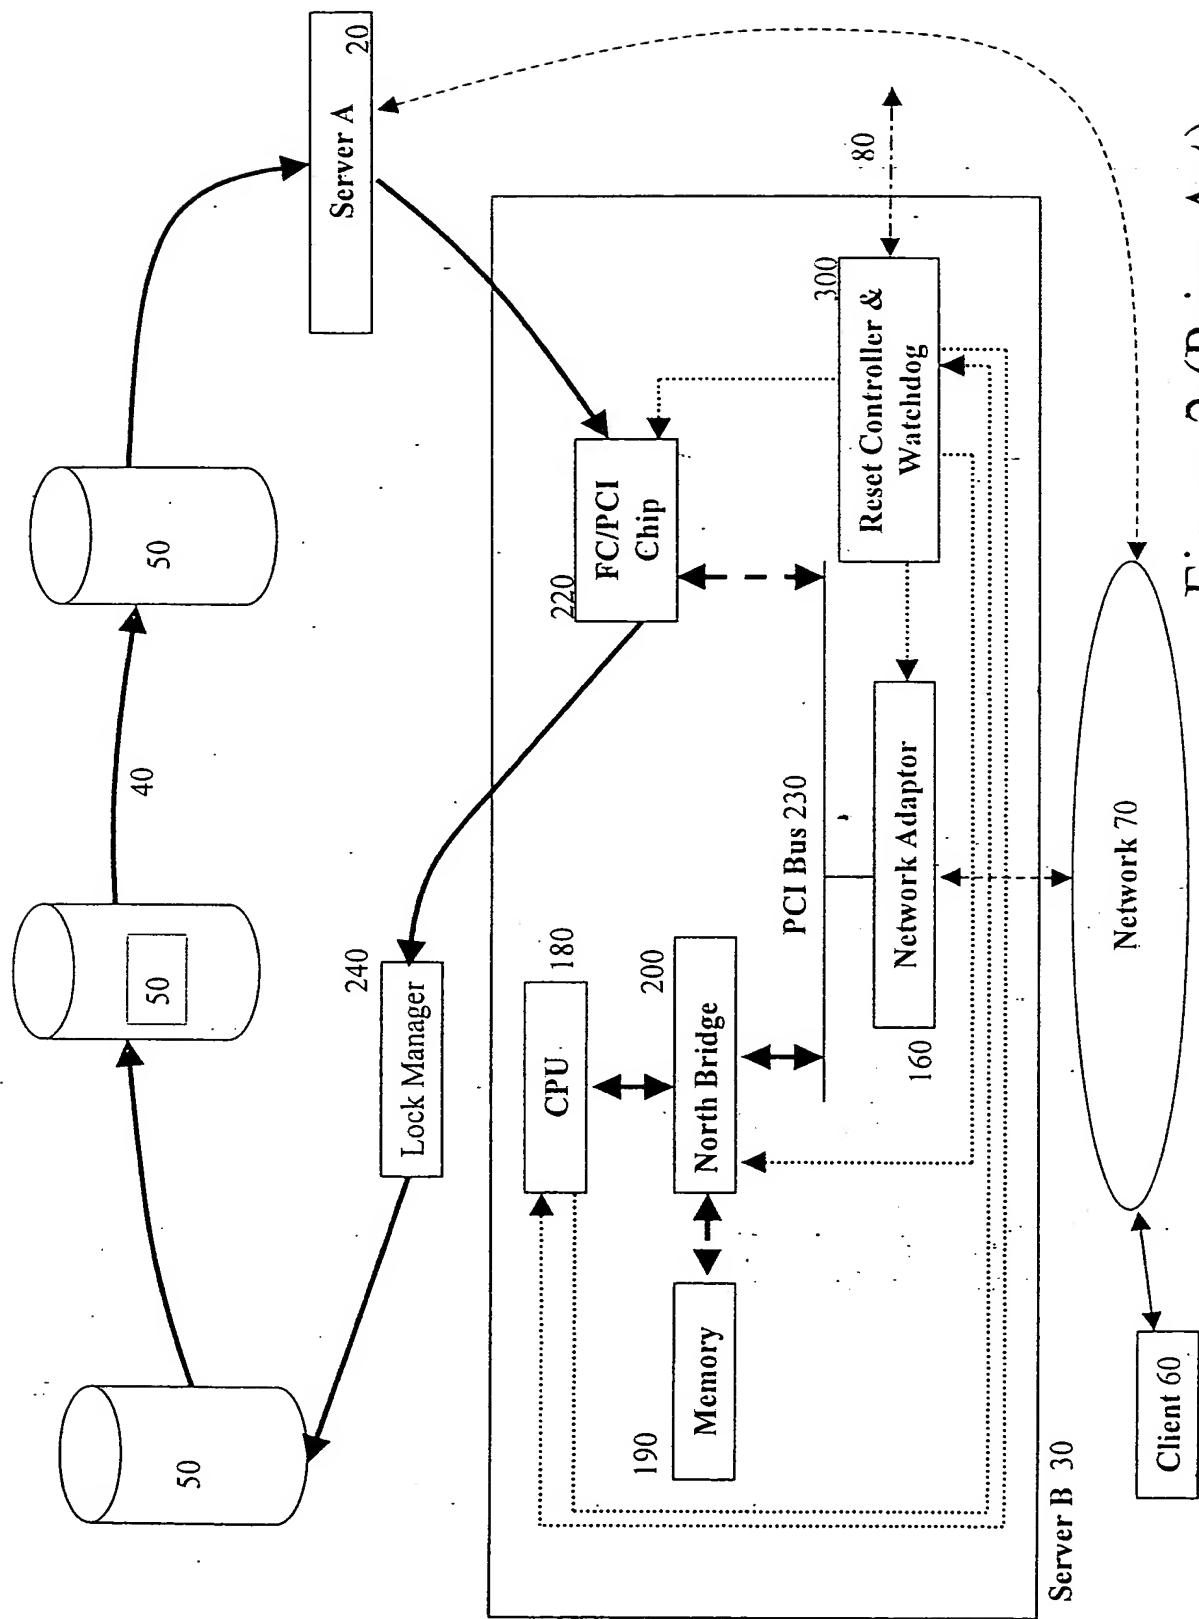 50
50
40
50
Lock Manager
240
Server A
20
Server B 30
CPU
180
190
Memory
North Bridge
200
220
FC/PCI
Chip
PCI Bus 230
160
Network Adaptor
300
Reset Controller &
Watchdog
80
Client 60
Network 70